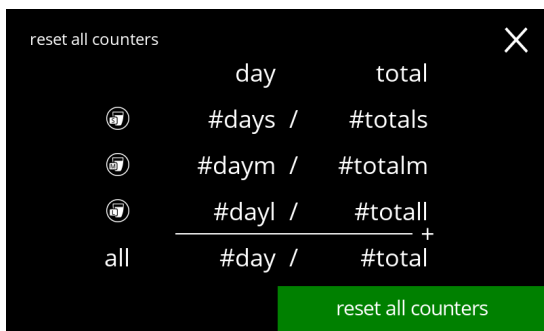 reset all counters
day total
S #days / #totals
M #daym / #totalm
L #dayl / #totall
+
all #day / #total
reset all counters